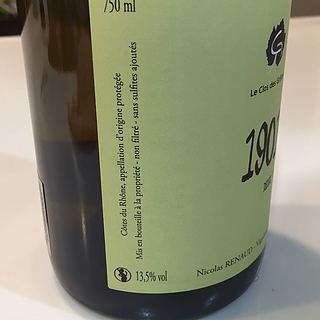 750 ml
Côtes du Rhône, appellation d'origine protégée
Mis en bouteille à la propriété - non filtré - sans sulfites ajoutés
13,5% vol
Le Clos des
190
Nicolas RENAUD -